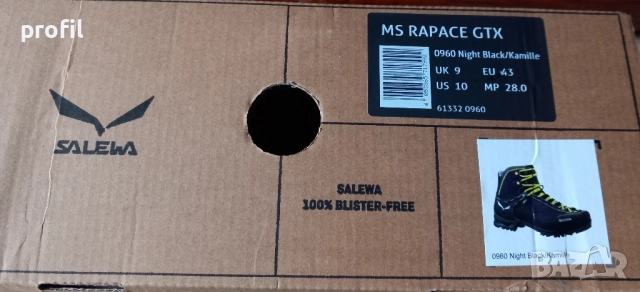 profil
MS RAPACE GTX
0960 Night Black/Kamille
UK 9 EU 43
US 10 MP 28.0
61332 0960
SALEWA
SALEWA
100% BLISTER-FREE
0960 Night Black/Kamille